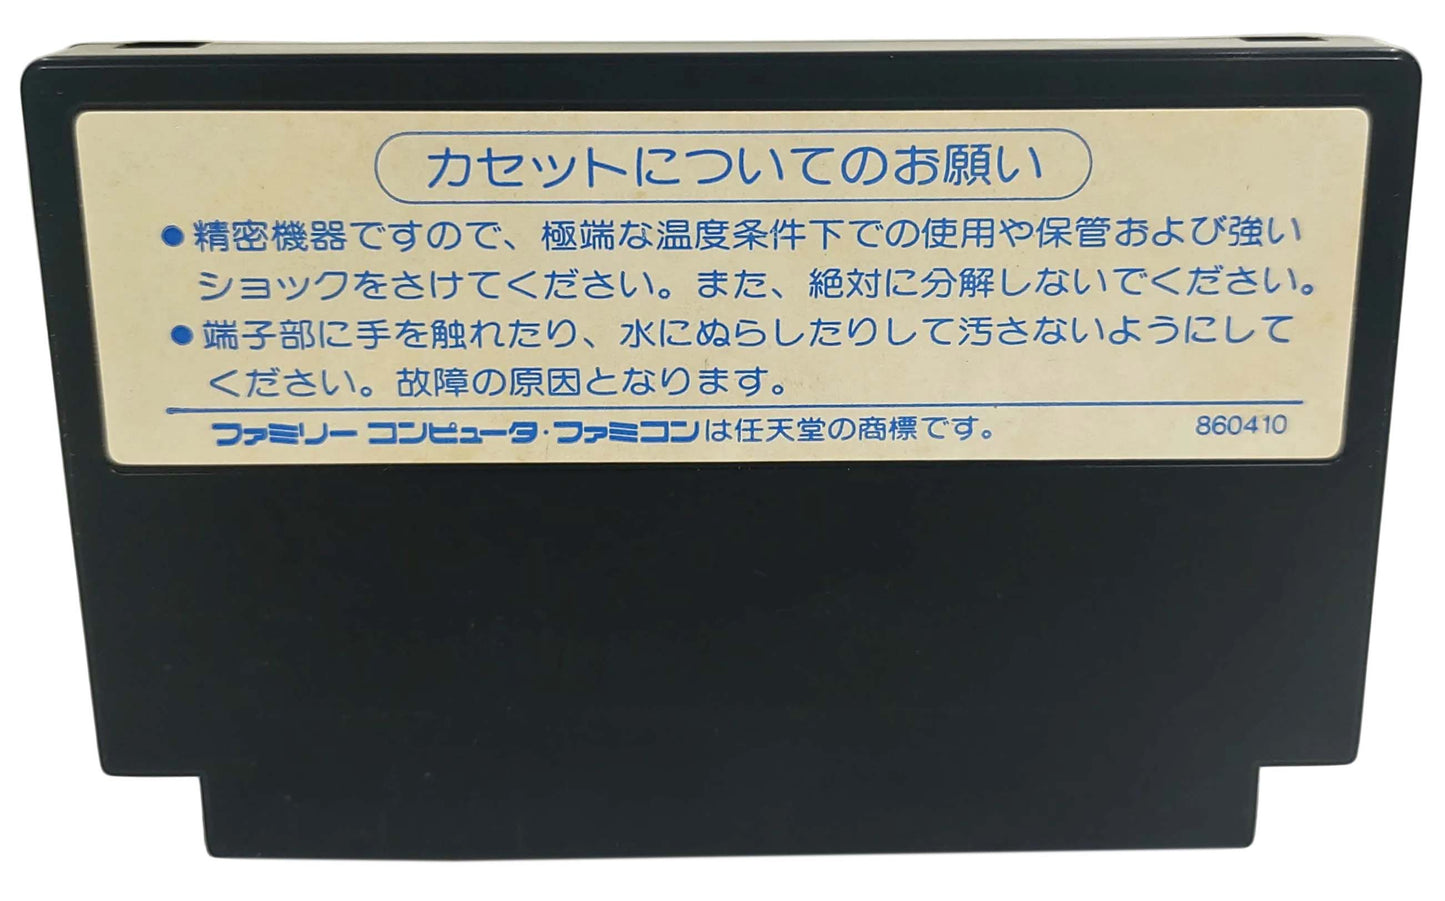 カセットについてのお願い
●精密機器ですので、極端な温度条件下での使用や保管および強い
ショックをさけてください。また、絶対に分解しないでください。
●端子部に手を触れたり、水にぬらしたりして汚さないようにして
ください。故障の原因となります。
ファミリーコンピュータ・ファミコンは任天堂の商標です。 860410